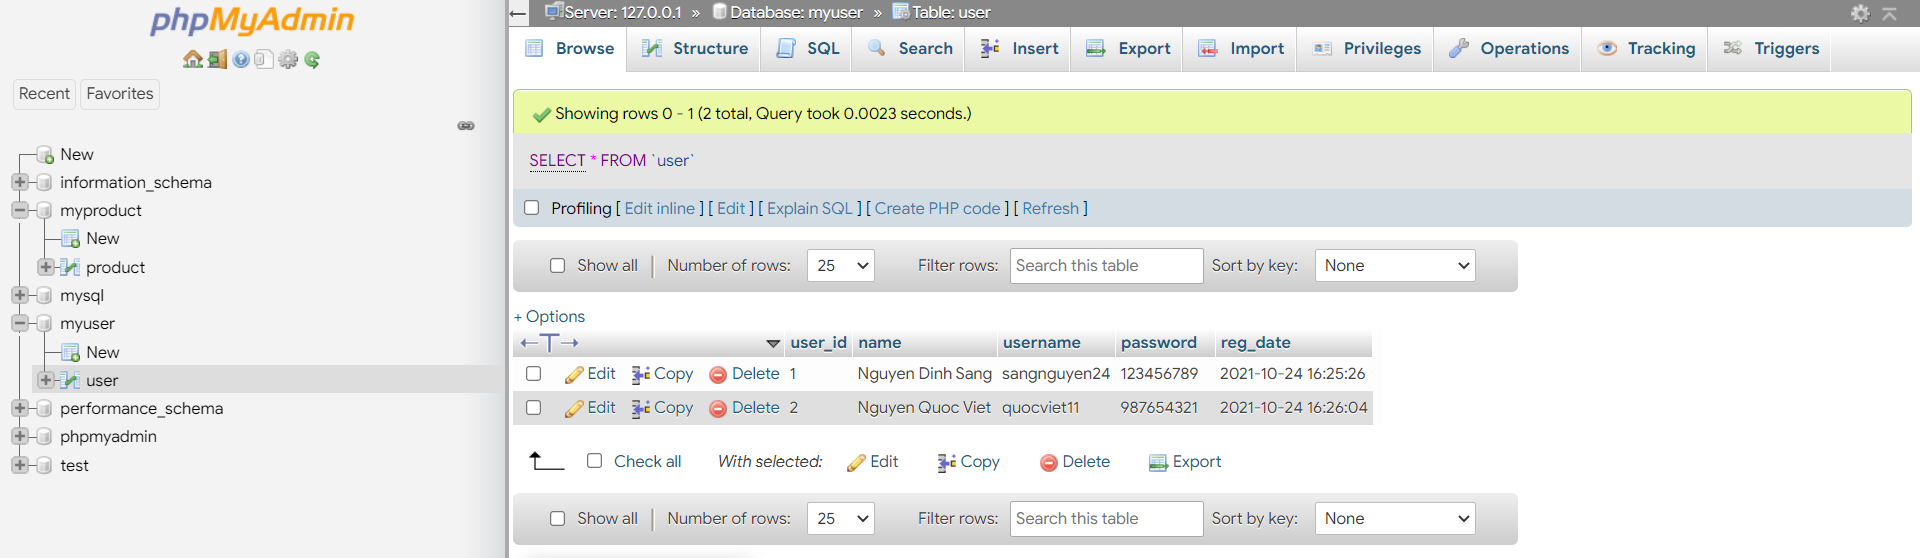 phpMyAdmin
Recent Favorites
New
information_schema
myproduct
New
product
mysql
myuser
New
user
performance_schema
phpmyadmin
test
Server: 127.0.0.1 » Database: myuser » Table: user
Browse Structure SQL Search Insert Export Import Privileges Operations Tracking Triggers
Showing rows 0 - 1 (2 total, Query took 0.0023 seconds.)
SELECT * FROM `user`
Profiling [ Edit inline ] [ Edit ] [ Explain SQL ] [ Create PHP code ] [ Refresh ]
Show all | Number of rows: 25 Filter rows: Search this table Sort by key: None
+ Options
←T→ user_id name username password reg_date
Edit Copy Delete 1 Nguyen Dinh Sang sangnguyen24 123456789 2021-10-24 16:25:26
Edit Copy Delete 2 Nguyen Quoc Viet quocviet11 987654321 2021-10-24 16:26:04
Check all With selected: Edit Copy Delete Export
Show all | Number of rows: 25 Filter rows: Search this table Sort by key: None